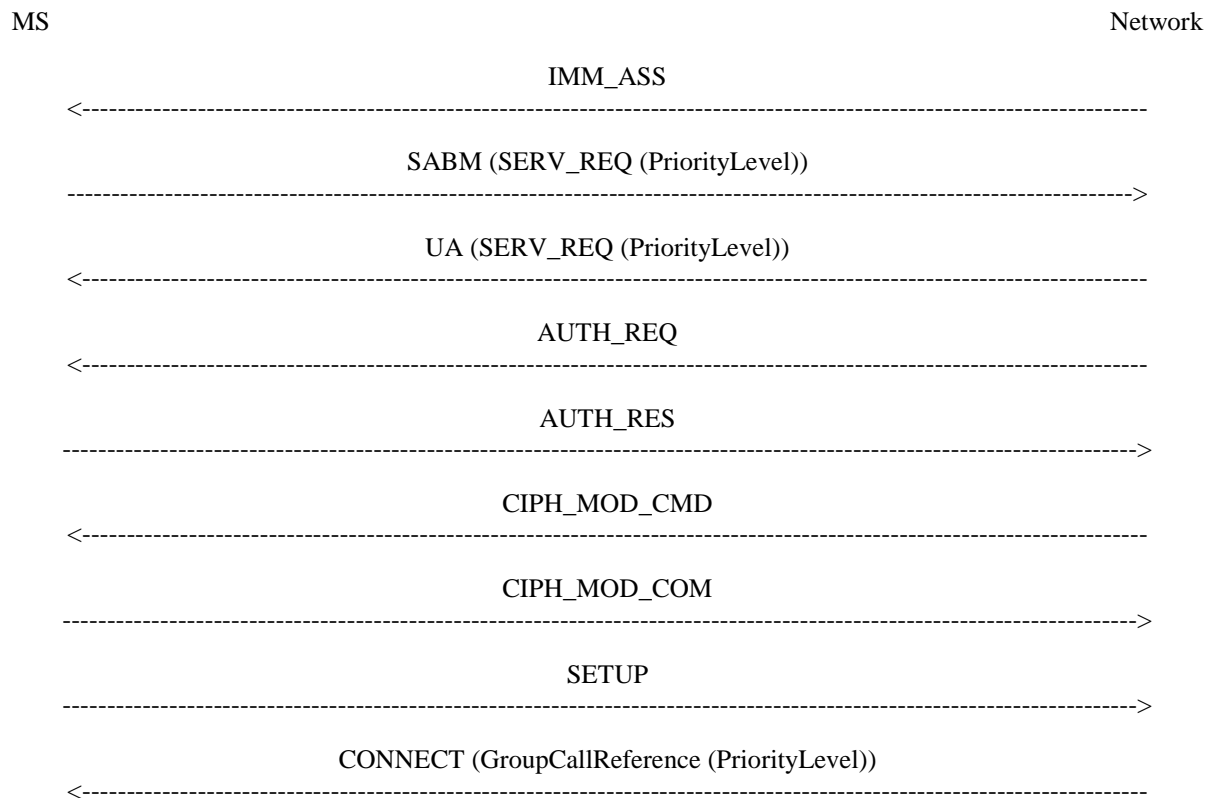 MS Network
IMM_ASS
SABM (SERV_REQ (PriorityLevel))
UA (SERV_REQ (PriorityLevel))
AUTH_REQ
AUTH_RES
CIPH_MOD_CMD
CIPH_MOD_COM
SETUP
CONNECT (GroupCallReference (PriorityLevel))